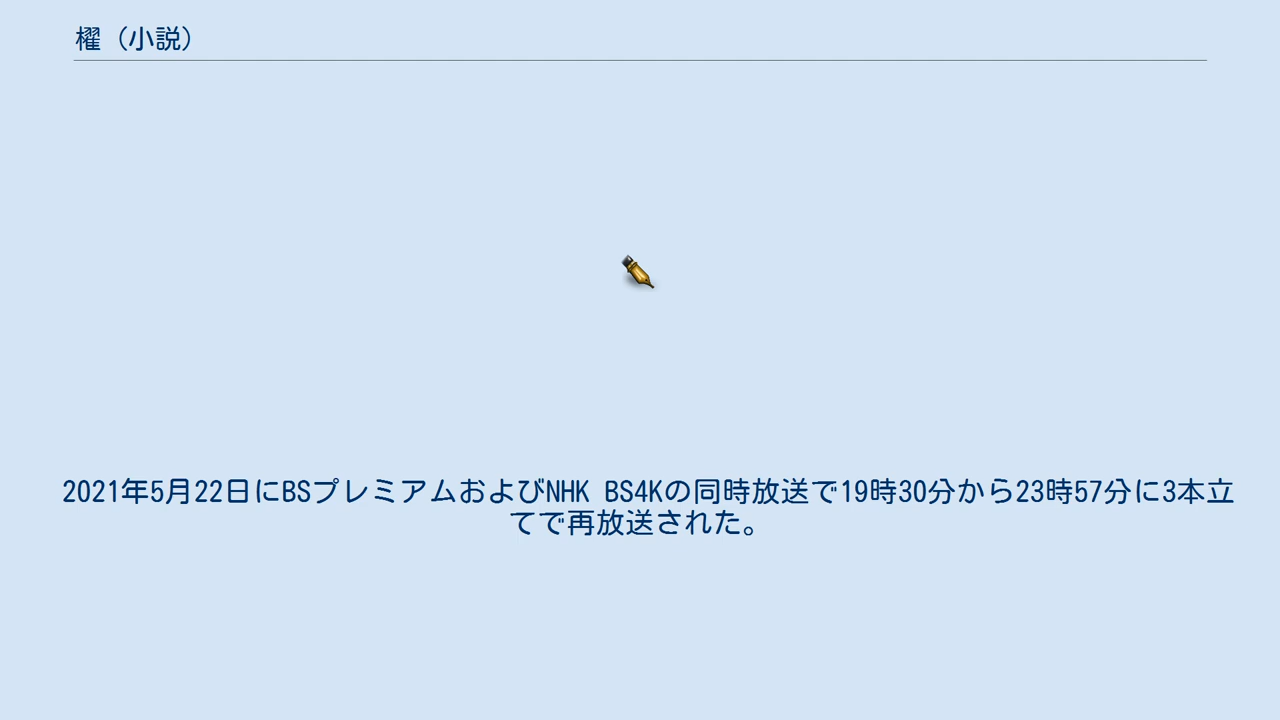 櫂（小説）
2021年5月22日にBSプレミアムおよびNHK BS4Kの同時放送で19時30分から23時57分に3本立
てで再放送された。